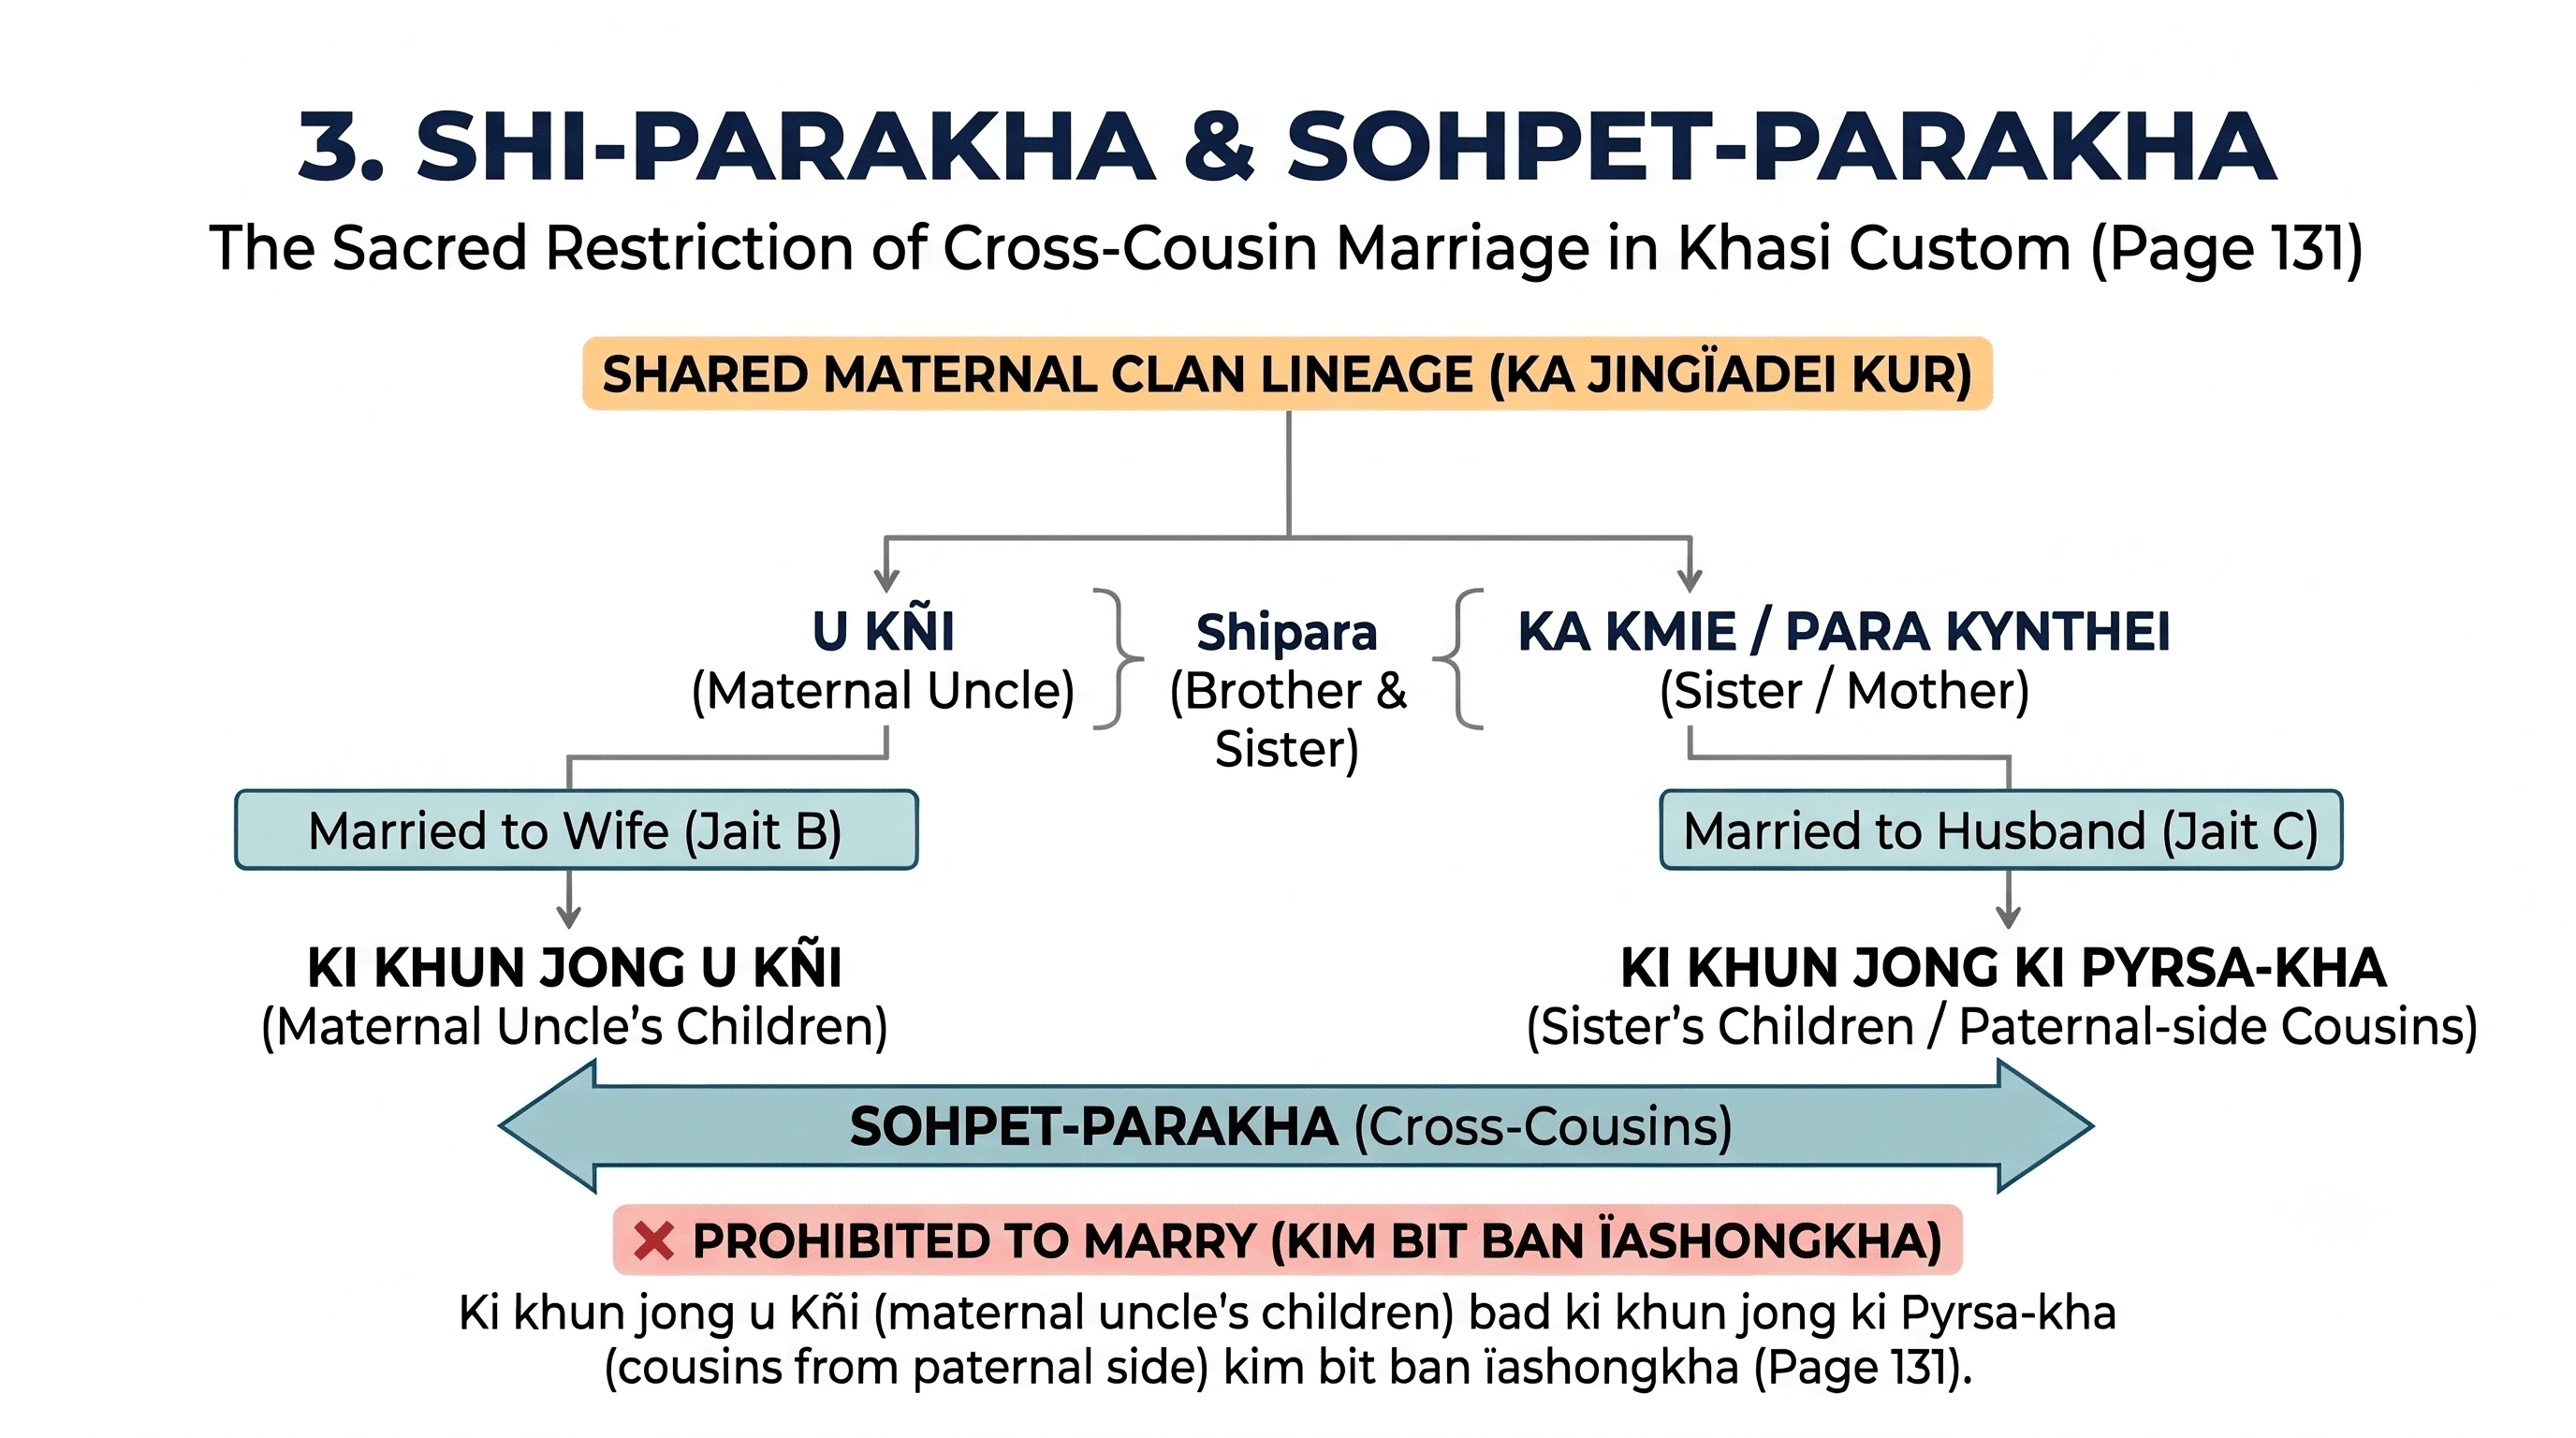 3. SHI-PARAKHA & SOHPET-PARAKHA
The Sacred Restriction of Cross-Cousin Marriage in Khasi Custom (Page 131)
SHARED MATERNAL CLAN LINEAGE (KA JINGÏADEI KUR)
U KÑI
(Maternal Uncle)
Shipara
(Brother &
Sister)
KA KMIE / PARA KYNTHEI
(Sister / Mother)
Married to Wife (Jait B)
Married to Husband (Jait C)
KI KHUN JONG U KÑI
(Maternal Uncle’s Children)
KI KHUN JONG KI PYRSA-KHA
(Sister’s Children / Paternal-side Cousins)
SOHPET-PARAKHA (Cross-Cousins)
❌ PROHIBITED TO MARRY (KIM BIT BAN ÏASHONGKHA)
Ki khun jong u Kñi (maternal uncle's children) bad ki khun jong ki Pyrsa-kha
(cousins from paternal side) kim bit ban ïashongkha (Page 131).